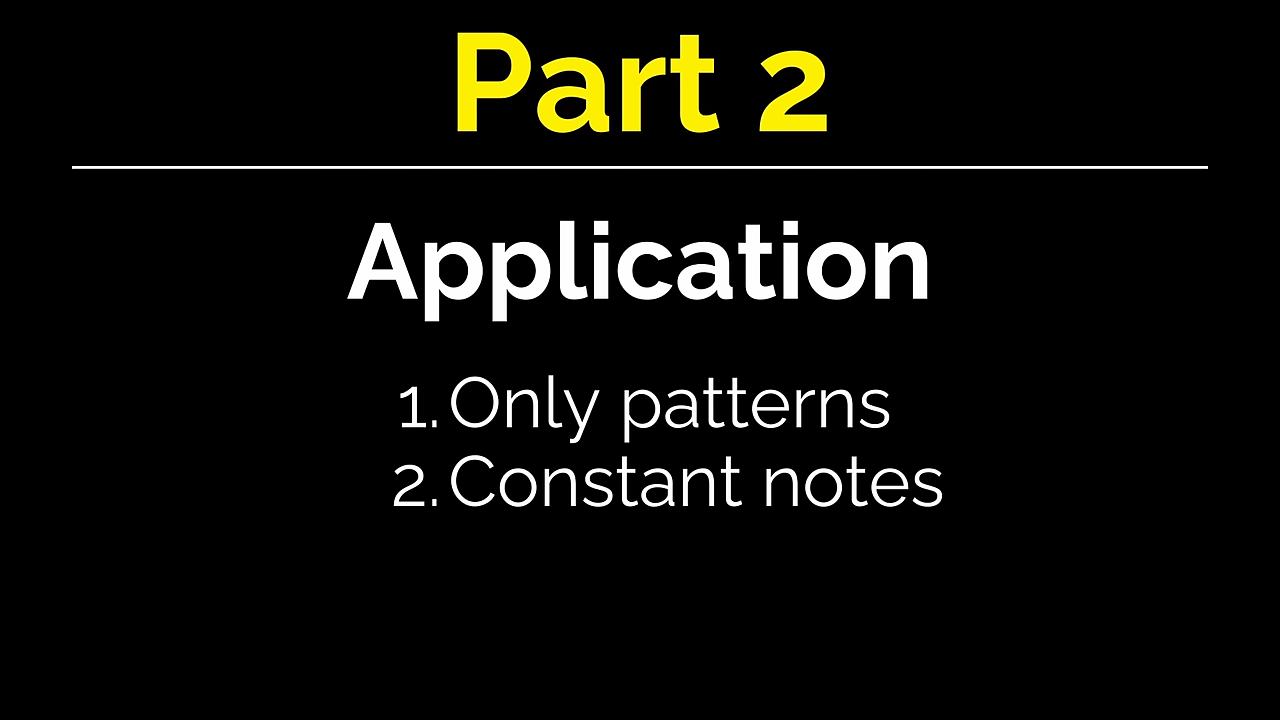 Part 2
Application
1. Only patterns
2. Constant notes